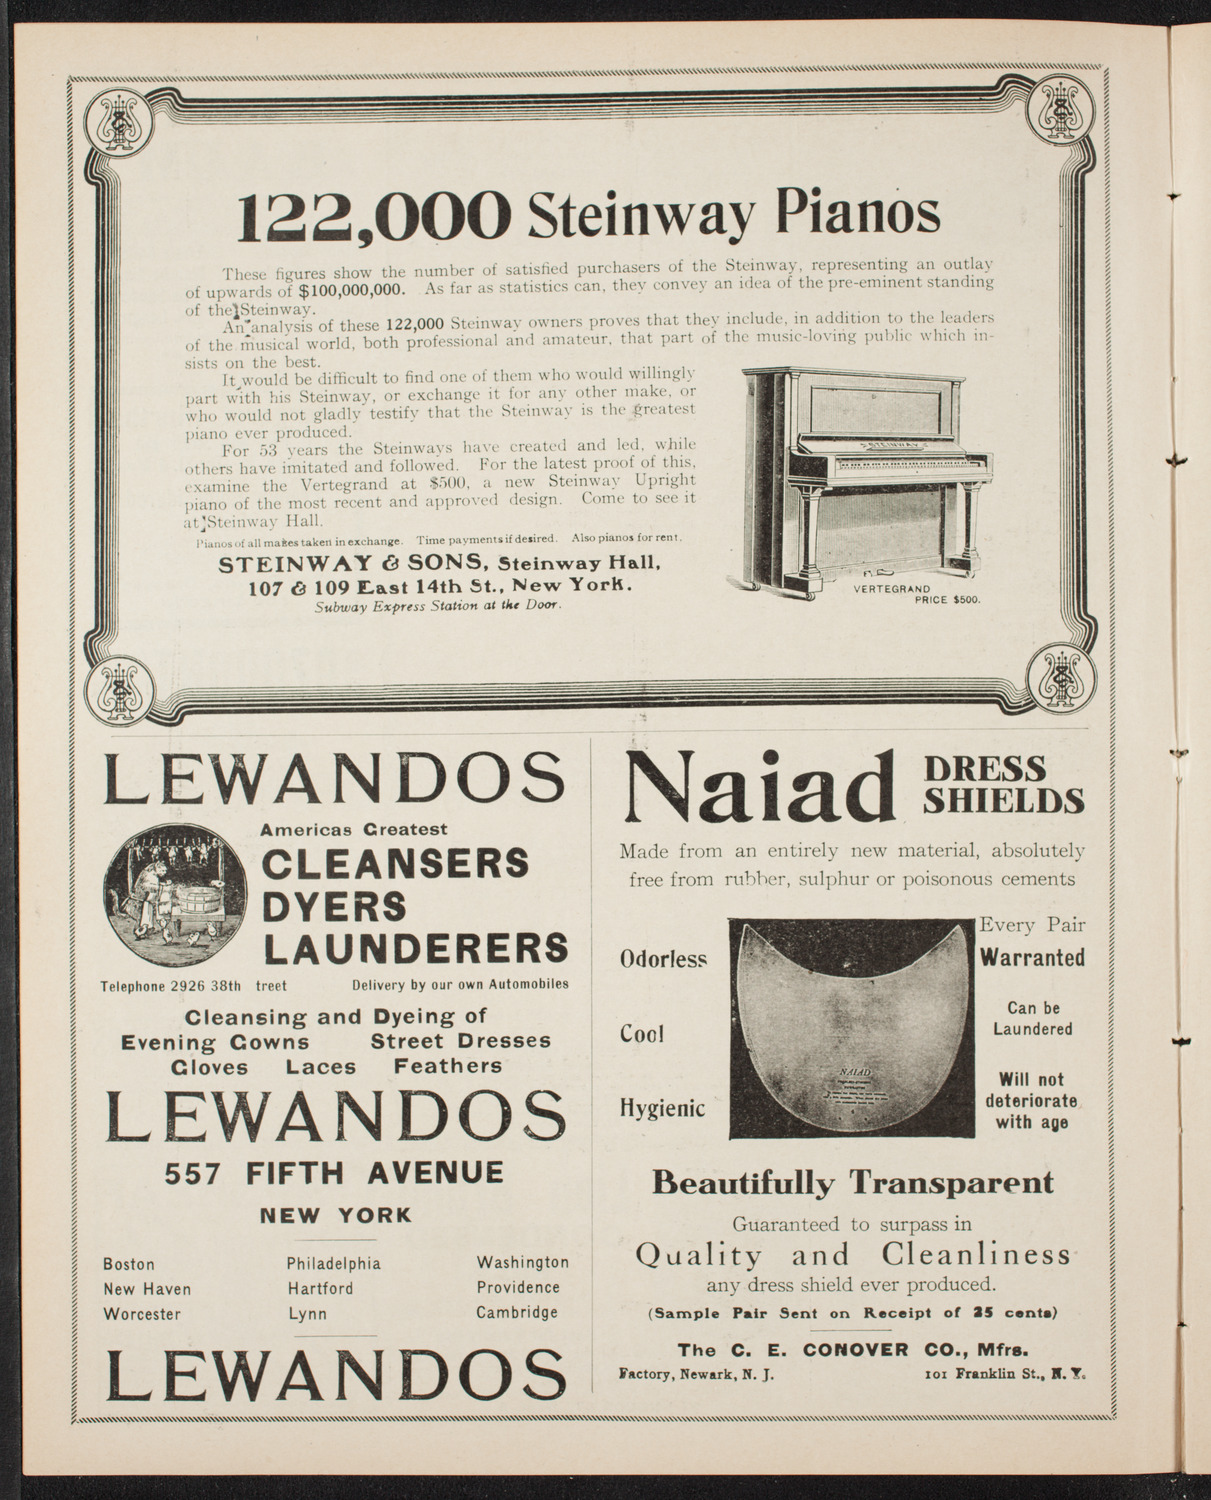 122,000 Steinway Pianos
These figures show the number of satisfied purchasers of the Steinway, representing an outlay
of upwards of $100,000,000. As far as statistics can, they convey an idea of the pre-eminent standing
of the Steinway.
An analysis of these 122,000 Steinway owners proves that they include, in addition to the leaders
of the musical world, both professional and amateur, that part of the music-loving public which in-
sists on the best.
It would be difficult to find one of them who would willingly
part with his Steinway, or exchange it for any other make, or
who would not gladly testify that the Steinway is the greatest
piano ever produced.
For 53 years the Steinways have created and led, while
others have imitated and followed. For the latest proof of this,
examine the Vertegrand at $500, a new Steinway Upright
piano of the most recent and approved design. Come to see it
at Steinway Hall.
Pianos of all makes taken in exchange. Time payments if desired. Also pianos for rent.
STEINWAY & SONS, Steinway Hall,
107 & 109 East 14th St., New York.
Subway Express Station at the Door.
STEINWAY
VERTEGRAND
PRICE $500.
LEWANDOS
Americas Greatest
CLEANSERS
DYERS
LAUNDERERS
Telephone 2926 38th treet Delivery by our own Automobiles
Cleansing and Dyeing of
Evening Gowns Street Dresses
Gloves Laces Feathers
LEWANDOS
557 FIFTH AVENUE
NEW YORK
Boston Philadelphia Washington
New Haven Hartford Providence
Worcester Lynn Cambridge
LEWANDOS
Naiad DRESS
SHIELDS
Made from an entirely new material, absolutely
free from rubber, sulphur or poisonous cements
Odorless
Cool
Hygienic
NAIAD
Every Pair
Warranted
Can be
Laundered
Will not
deteriorate
with age
Beautifully Transparent
Guaranteed to surpass in
Quality and Cleanliness
any dress shield ever produced.
(Sample Pair Sent on Receipt of 25 cents)
The C. E. CONOVER CO., Mfrs.
Factory, Newark, N. J. 101 Franklin St., N. Y.